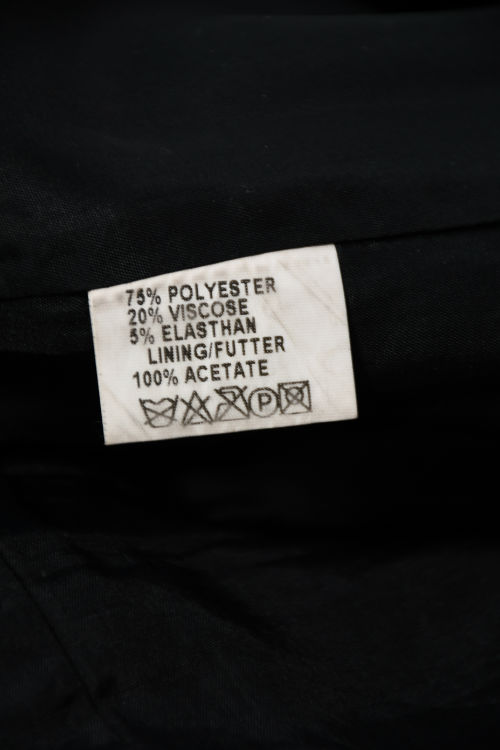 75% POLYESTER
20% VISCOSE
5% ELASTHAN
LINING/FUTTER
100% ACETATE
P